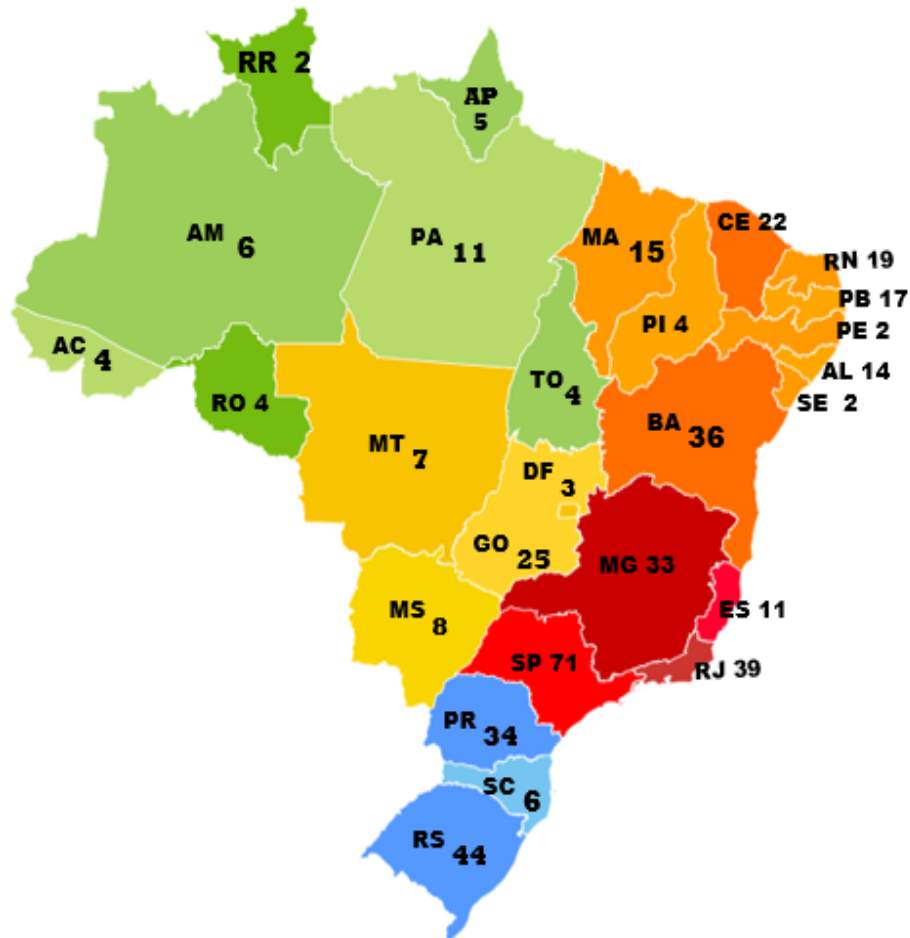 RR 2
AP
5
AM 6
PA 11
MA 15
CE 22
RN 19
PB 17
PI 4
PE 2
AC 4
AL 14
TO 4
SE 2
RO 4
BA 36
MT 7
DF 3
GO 25
MG 33
MS 8
ES 11
SP 71
RJ 39
PR 34
SC 6
RS 44